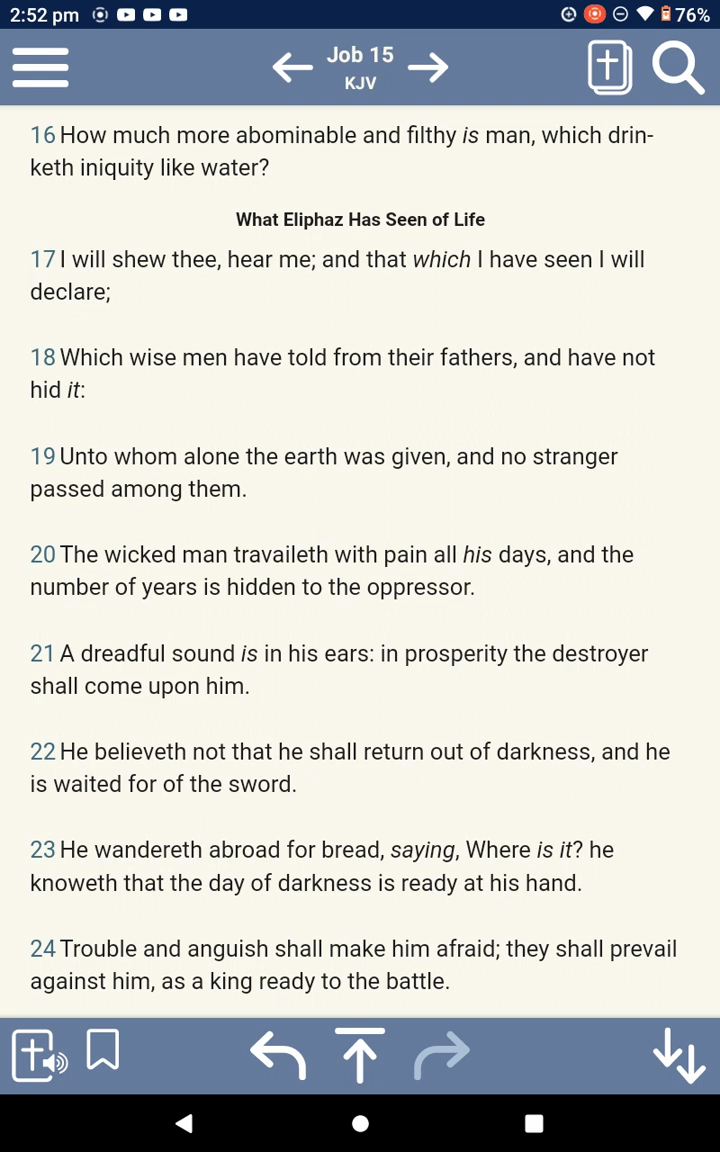 2:52 pm
76%
Job 15
KJV
16 How much more abominable and filthy is man, which drin-
keth iniquity like water?
What Eliphaz Has Seen of Life
17 I will shew thee, hear me; and that which I have seen I will
declare;
18 Which wise men have told from their fathers, and have not
hid it:
19 Unto whom alone the earth was given, and no stranger
passed among them.
20 The wicked man travaileth with pain all his days, and the
number of years is hidden to the oppressor.
21 A dreadful sound is in his ears: in prosperity the destroyer
shall come upon him.
22 He believeth not that he shall return out of darkness, and he
is waited for of the sword.
23 He wandereth abroad for bread, saying, Where is it? he
knoweth that the day of darkness is ready at his hand.
24 Trouble and anguish shall make him afraid; they shall prevail
against him, as a king ready to the battle.